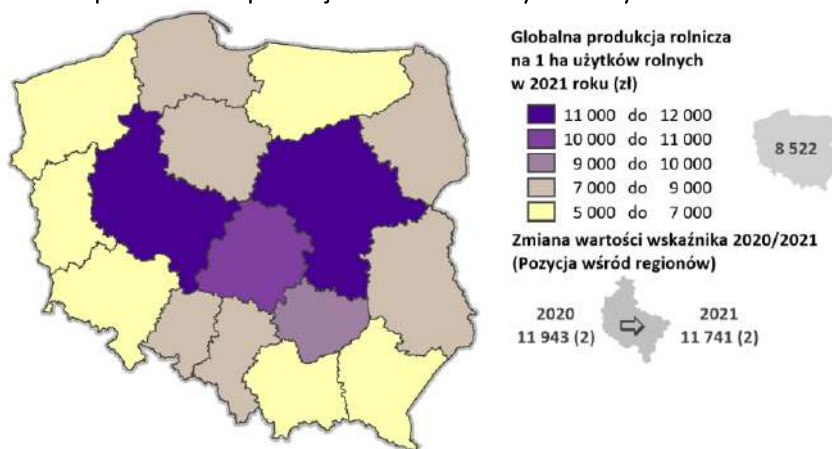 Globalna produkcja rolnicza
na 1 ha użytków rolnych
w 2021 roku (zł)
11 000 do 12 000
10 000 do 11 000
9 000 do 10 000
7 000 do 9 000
5 000 do 7 000
8 522
Zmiana wartości wskaźnika 2020/2021
(Pozycja wśród regionów)
2020
11 943 (2)
2021
11 741 (2)